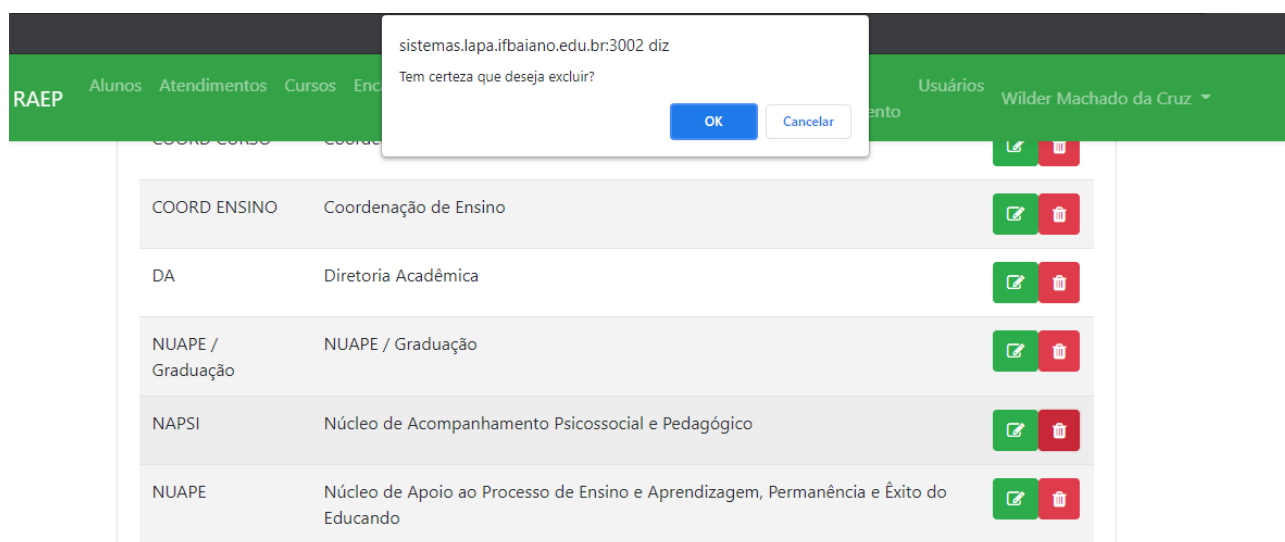 sistemas.lapa.ifbaiano.edu.br:3002 diz
Tem certeza que deseja excluir?
OK Cancelar
RAEP Alunos Atendimentos Cursos Usuários Wilder Machado da Cruz
COORD ENSINO Coordenação de Ensino
DA Diretoria Acadêmica
NUAPE / NUAPE / Graduação
Graduação
NAPSI Núcleo de Acompanhamento Psicossocial e Pedagógico
NUAPE Núcleo de Apoio ao Processo de Ensino e Aprendizagem, Permanência e Êxito do
Educando